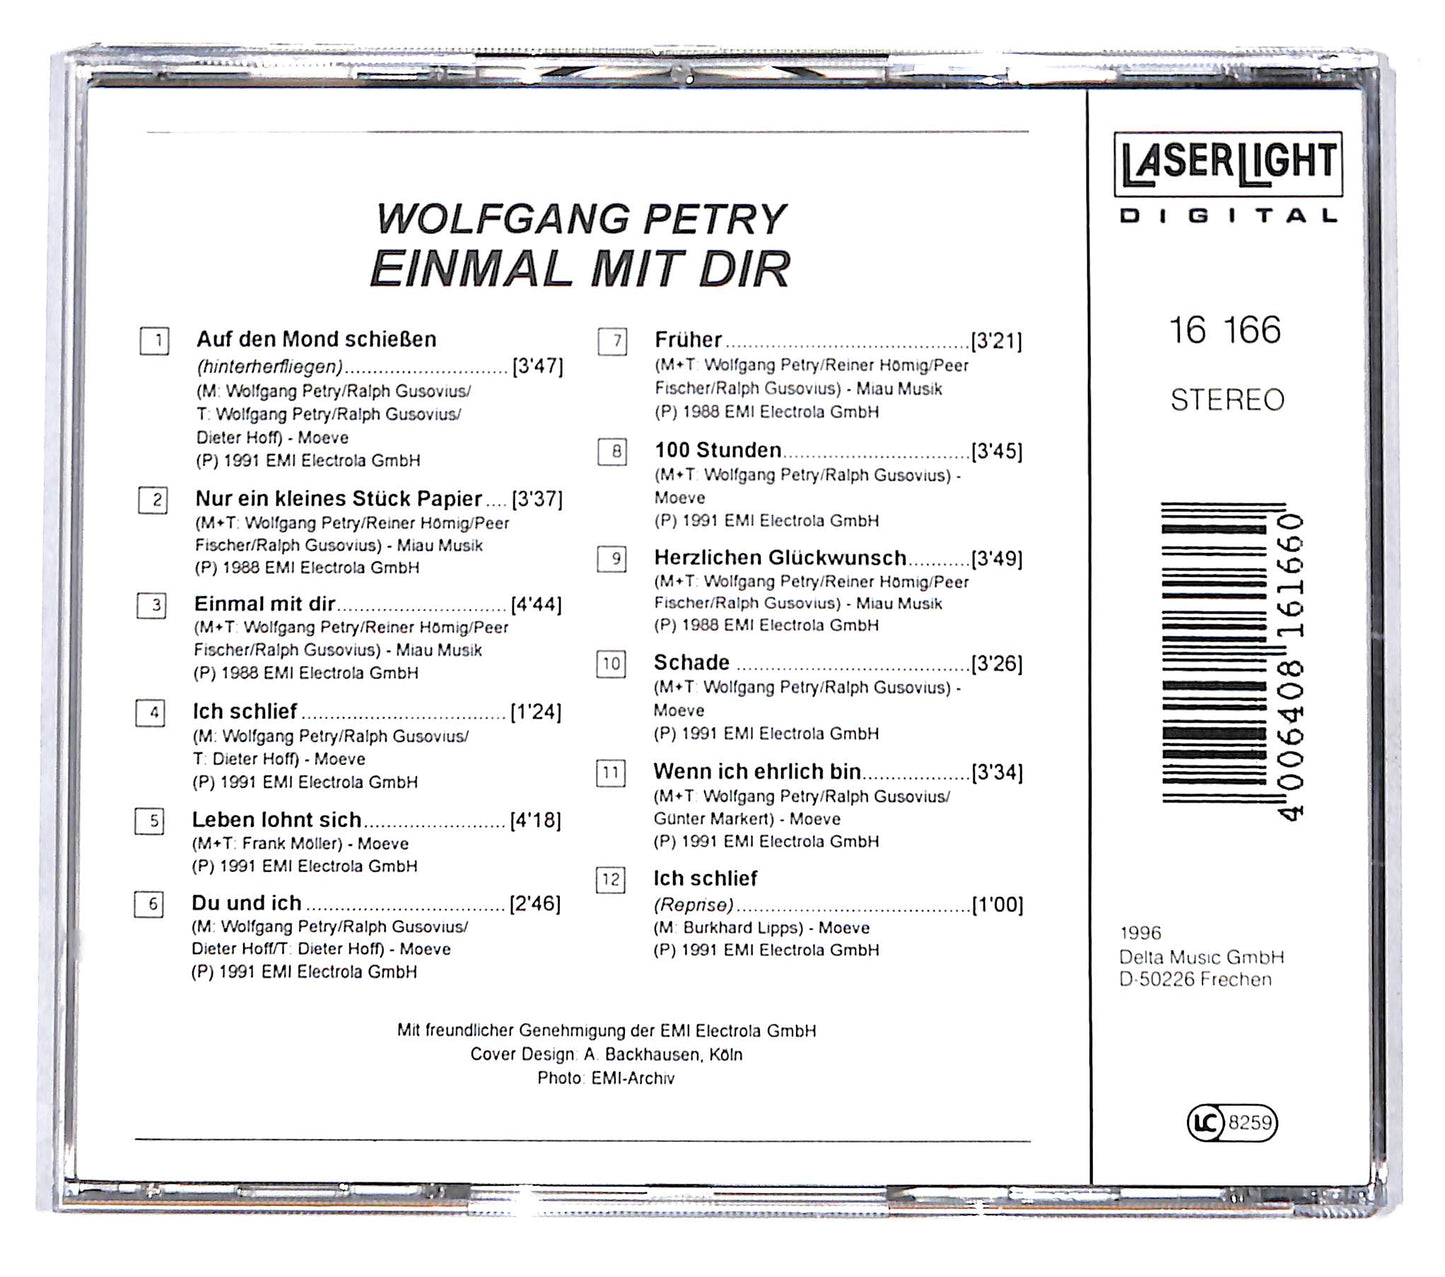 WOLFGANG PETRY
EINMAL MIT DIR
1 Auf den Mond schießen
(hinterherfliegen)............................ [3'47]
(M: Wolfgang Petry/Ralph Gusovius/
T: Wolfgang Petry/Ralph Gusovius/
Dieter Hoff) - Moeve
(P) 1991 EMI Electrola GmbH
2 Nur ein kleines Stück Papier .... [3'37]
(M+T: Wolfgang Petry/Reiner Hömig/Peer
Fischer/Ralph Gusovius) - Miau Musik
(P) 1988 EMI Electrola GmbH
3 Einmal mit dir............................. [4'44]
(M+T: Wolfgang Petry/Reiner Hömig/Peer
Fischer/Ralph Gusovius) - Miau Musik
(P) 1988 EMI Electrola GmbH
4 Ich schlief ................................... [1'24]
(M: Wolfgang Petry/Ralph Gusovius/
T: Dieter Hoff) - Moeve
(P) 1991 EMI Electrola GmbH
5 Leben lohnt sich........................ [4'18]
(M+T: Frank Möller) - Moeve
(P) 1991 EMI Electrola GmbH
6 Du und ich .................................. [2'46]
(M: Wolfgang Petry/Ralph Gusovius/
Dieter Hoff/T: Dieter Hoff) - Moeve
(P) 1991 EMI Electrola GmbH
7 Früher..........................................[3'21]
(M+T: Wolfgang Petry/Reiner Hömig/Peer
Fischer/Ralph Gusovius) - Miau Musik
(P) 1988 EMI Electrola GmbH
8 100 Stunden................................[3'45]
(M+T: Wolfgang Petry/Ralph Gusovius) -
Moeve
(P) 1991 EMI Electrola GmbH
9 Herzlichen Glückwunsch...........[3'49]
(M+T: Wolfgang Petry/Reiner Hömig/Peer
Fischer/Ralph Gusovius) - Miau Musik
(P) 1988 EMI Electrola GmbH
10 Schade ........................................[3'26]
(M+T: Wolfgang Petry/Ralph Gusovius) -
Moeve
(P) 1991 EMI Electrola GmbH
11 Wenn ich ehrlich bin...................[3'34]
(M+T: Wolfgang Petry/Ralph Gusovius/
Günter Markert) - Moeve
(P) 1991 EMI Electrola GmbH
12 Ich schlief
(Reprise)........................................[1'00]
(M: Burkhard Lipps) - Moeve
(P) 1991 EMI Electrola GmbH
Mit freundlicher Genehmigung der EMI Electrola GmbH
Cover Design: A. Backhausen, Köln
Photo: EMI-Archiv
LASERLIGHT
DIGITAL
16 166
STEREO
4 006408 161660
1996
Delta Music GmbH
D-50226 Frechen
LC 8259